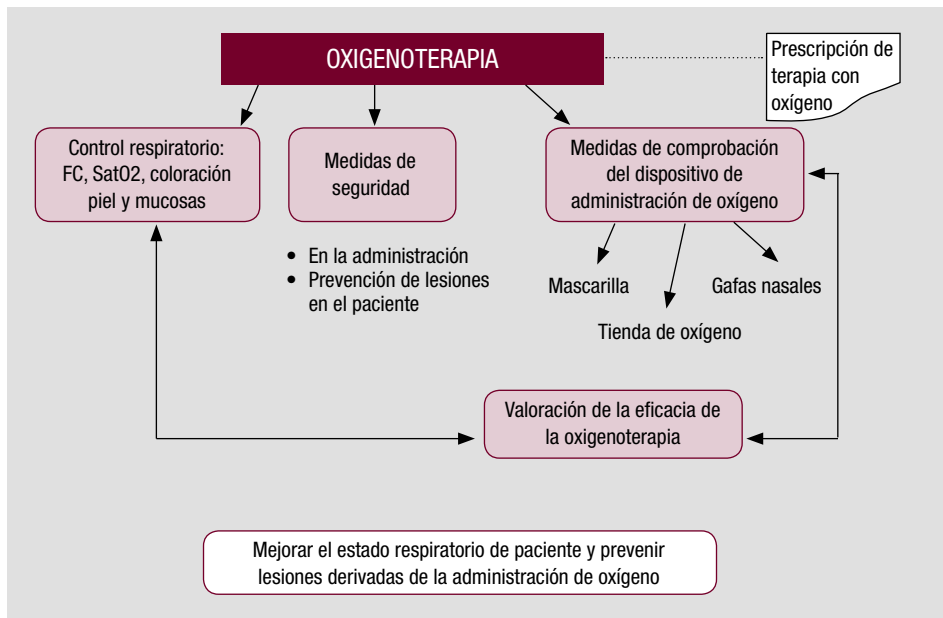 OXIGENOTERAPIA
Prescripción de
terapia con
oxígeno
Control respiratorio:
FC, SatO2, coloración
piel y mucosas
Medidas de
seguridad
Medidas de comprobación
del dispositivo de
administración de oxígeno
• En la administración
• Prevención de lesiones
en el paciente
Mascarilla
Gafas nasales
Tienda de oxígeno
Valoración de la eficacia de
la oxigenoterapia
Mejorar el estado respiratorio de paciente y prevenir
lesiones derivadas de la administración de oxígeno